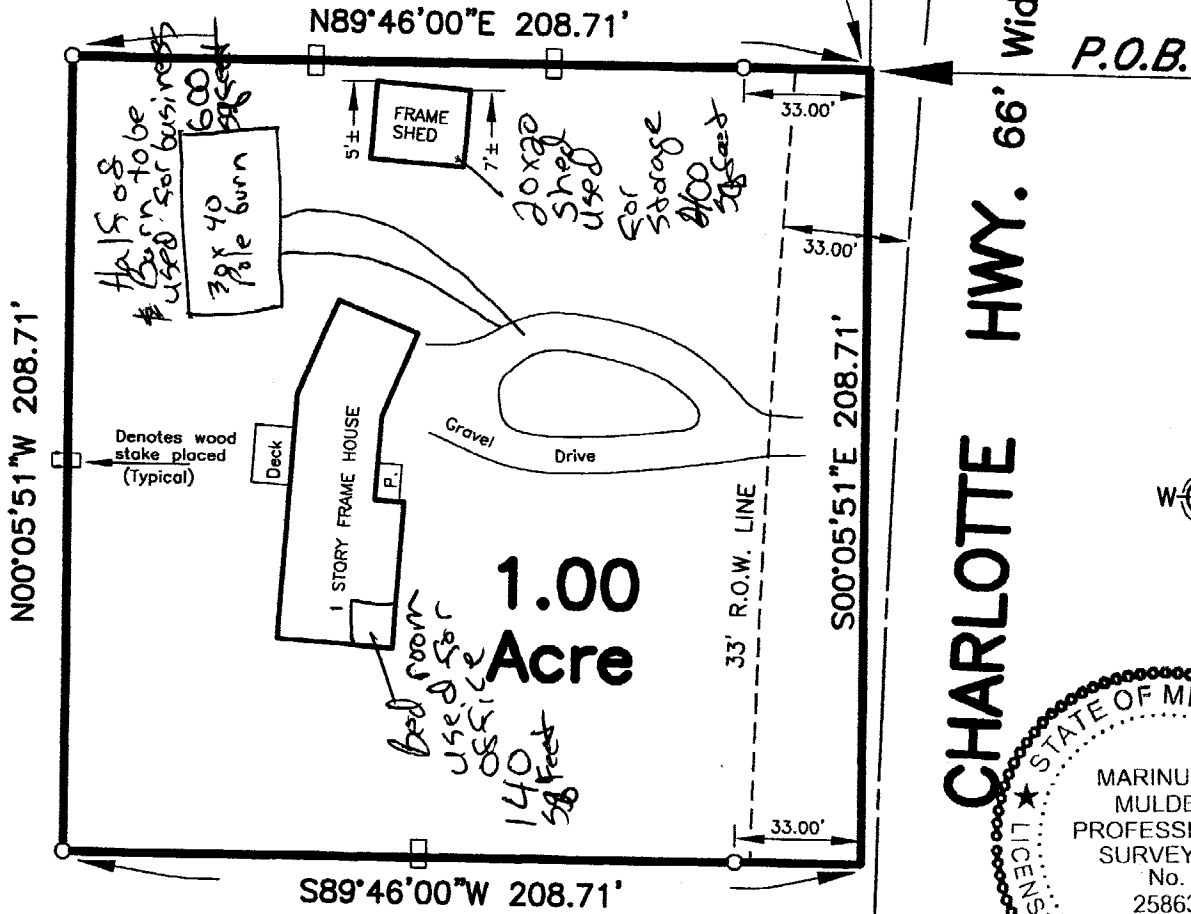 N89°46'00"E 208.71'
P.O.B.
CHARLOTTE HWY. 66' Wid
Half of
Barn to be
* used for business
600
sq feet
30x40
Pole barn
5'±
FRAME
SHED
7'±
20x20
Shed
used
for
Storage
400
sq feet
33.00'
33.00'
N00°05'51"W 208.71'
Denotes wood
stake placed
(Typical)
Deck
1 STORY FRAME HOUSE
P.
Gravel
Drive
1.00
Acre
33' R.O.W. LINE
S00°05'51"E 208.71'
W
Bed room
used for
office
140
sq Feet
33.00'
S89°46'00"W 208.71'
STATE OF MI
MARINU
MULDE
PROFESSI
SURVEY
No.
25863
LICENS